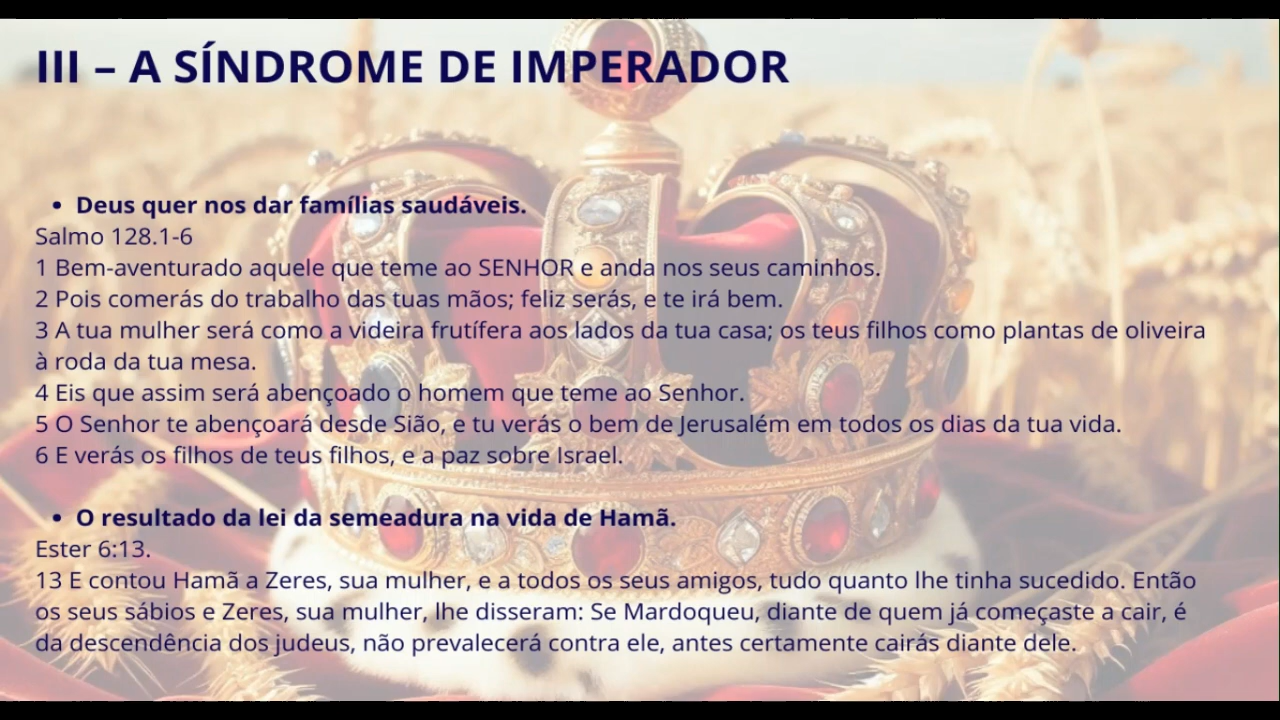 III – A SÍNDROME DE IMPERADOR
• Deus quer nos dar famílias saudáveis.
Salmo 128.1-6
1 Bem-aventurado aquele que teme ao SENHOR e anda nos seus caminhos.
2 Pois comerás do trabalho das tuas mãos; feliz serás, e te irá bem.
3 A tua mulher será como a videira frutífera aos lados da tua casa; os teus filhos como plantas de oliveira
à roda da tua mesa.
4 Eis que assim será abençoado o homem que teme ao Senhor.
5 O Senhor te abençoará desde Sião, e tu verás o bem de Jerusalém em todos os dias da tua vida.
6 E verás os filhos de teus filhos, e a paz sobre Israel.
• O resultado da lei da semeadura na vida de Hamã.
Ester 6:13.
13 E contou Hamã a Zeres, sua mulher, e a todos os seus amigos, tudo quanto lhe tinha sucedido. Então
os seus sábios e Zeres, sua mulher, lhe disseram: Se Mardoqueu, diante de quem já começaste a cair, é
da descendência dos judeus, não prevalecerá contra ele, antes certamente cairás diante dele.